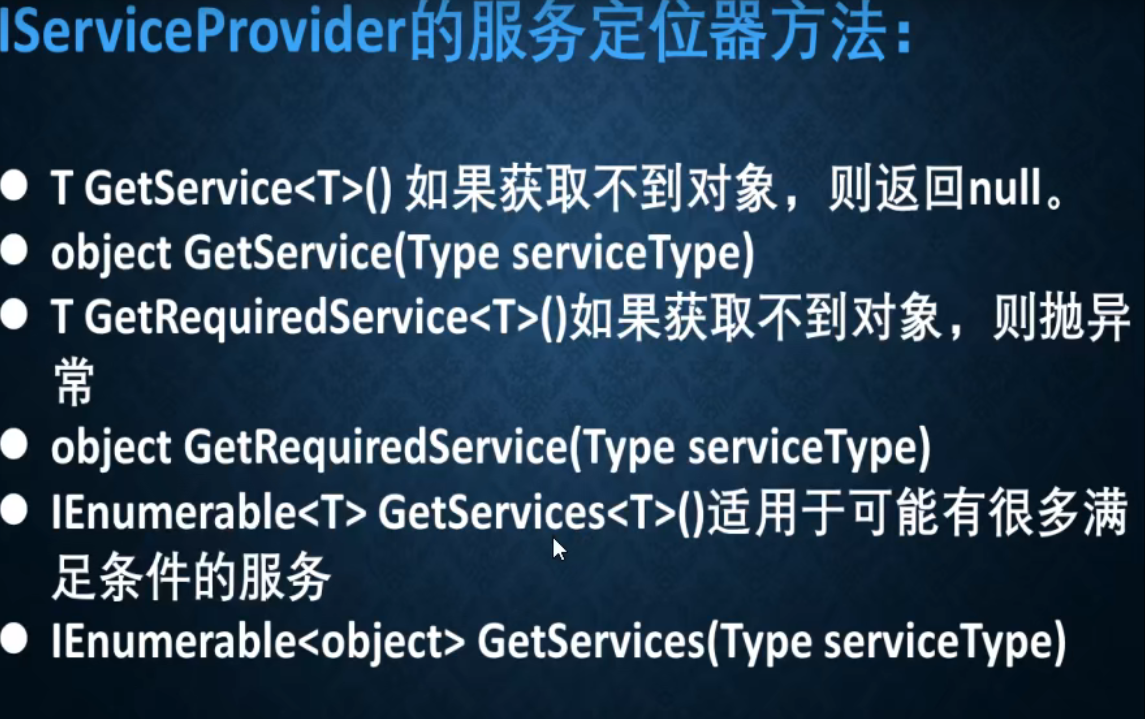 IServiceProvider的服务定位器方法：
T GetService<T>() 如果获取不到对象，则返回null。
object GetService(Type serviceType)
T GetRequiredService<T>()如果获取不到对象，则抛异
常
object GetRequiredService(Type serviceType)
IEnumerable<T> GetServices<T>()适用于可能有很多满
足条件的服务
IEnumerable<object> GetServices(Type serviceType)